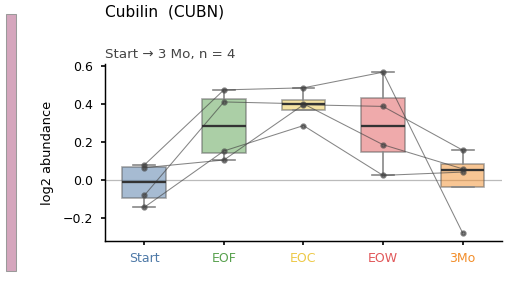 Cubilin  (CUBN)
Start → 3 Mo, n = 4
log2 abundance
0.6
0.4
0.2
0.0
−0.2
Start EOF EOC EOW 3Mo